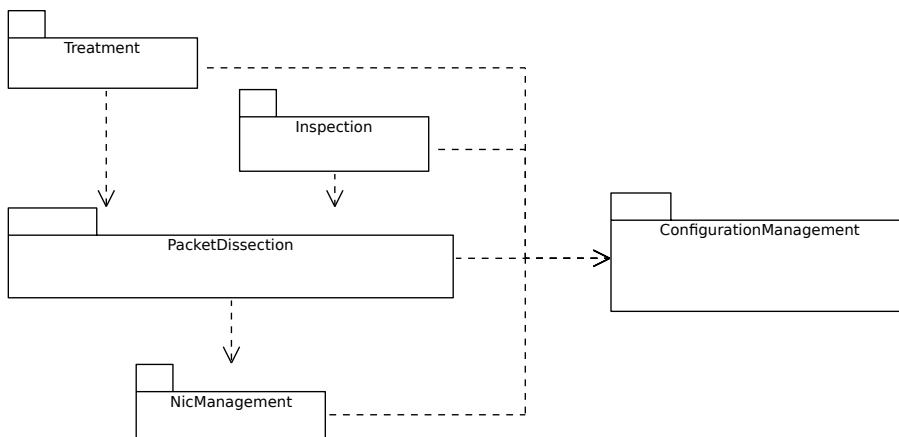 Treatment
Inspection
PacketDissection
ConfigurationManagement
NicManagement